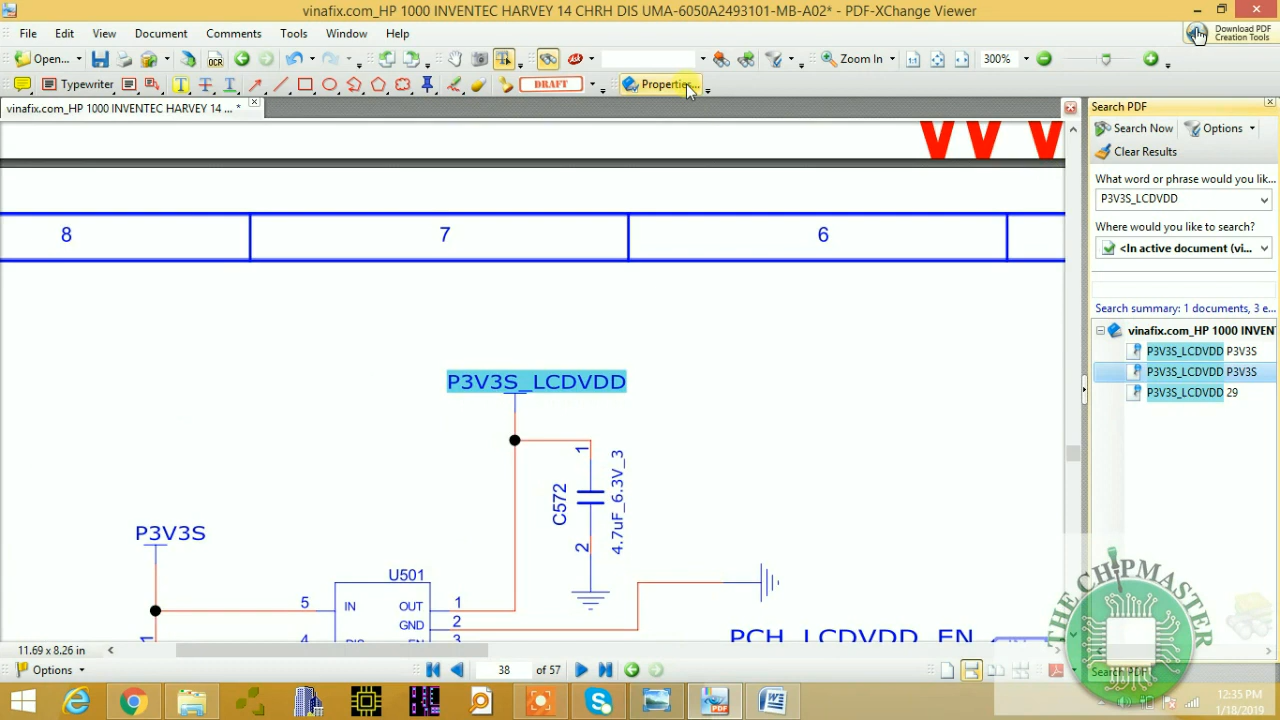 vinafix.com_HP 1000 INVENTEC HARVEY 14 CHRH DIS UMA-6050A2493101-MB-A02* - PDF-XChange Viewer
File Edit View Document Comments Tools Window Help
Download PDF
Creation Tools
Open... OCR Zoom In 300%
Typewriter DRAFT Properties...
vinafix.com_HP 1000 INVENTEC HARVEY 14 ... *
W W
8 7 6
P3V3S_LCDVDD
1
C572
4.7uF_6.3V_3
2
P3V3S
U501
5 IN OUT 1
GND 2
4 3
1
PCH_LCDVDD_EN
Search PDF
Search Now Options
Clear Results
What word or phrase would you lik...
P3V3S_LCDVDD
Where would you like to search?
<In active document (vi...
Search summary: 1 documents, 3 e...
vinafix.com_HP 1000 INVEN
P3V3S_LCDVDD P3V3S
P3V3S_LCDVDD P3V3S
P3V3S_LCDVDD 29
THE CHIPMASTER
Search PDF
11.69 x 8.26 in
Options 38 of 57
PDF
12:35 PM
1/18/2019